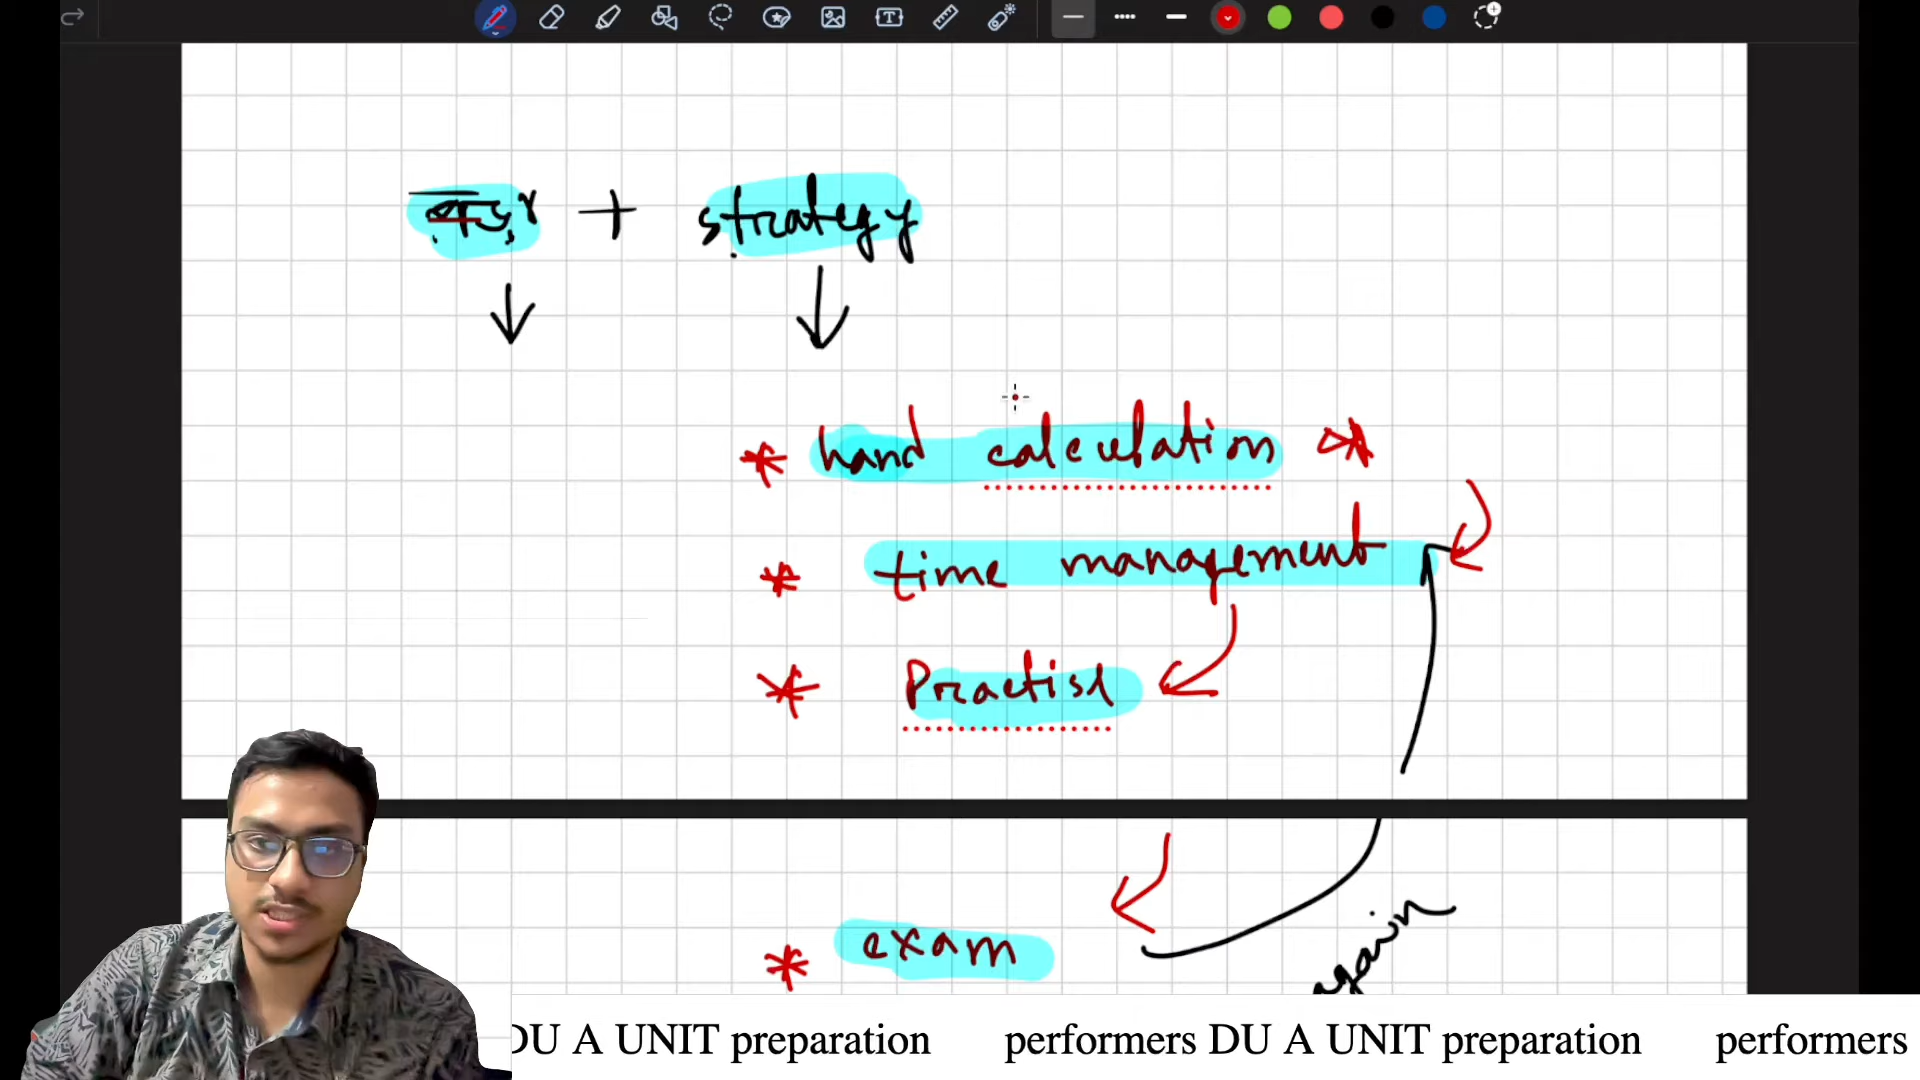 + strategy
* hand calculation *
* time management
* Practise
* exam
again
DU A UNIT preparation performers DU A UNIT preparation performers